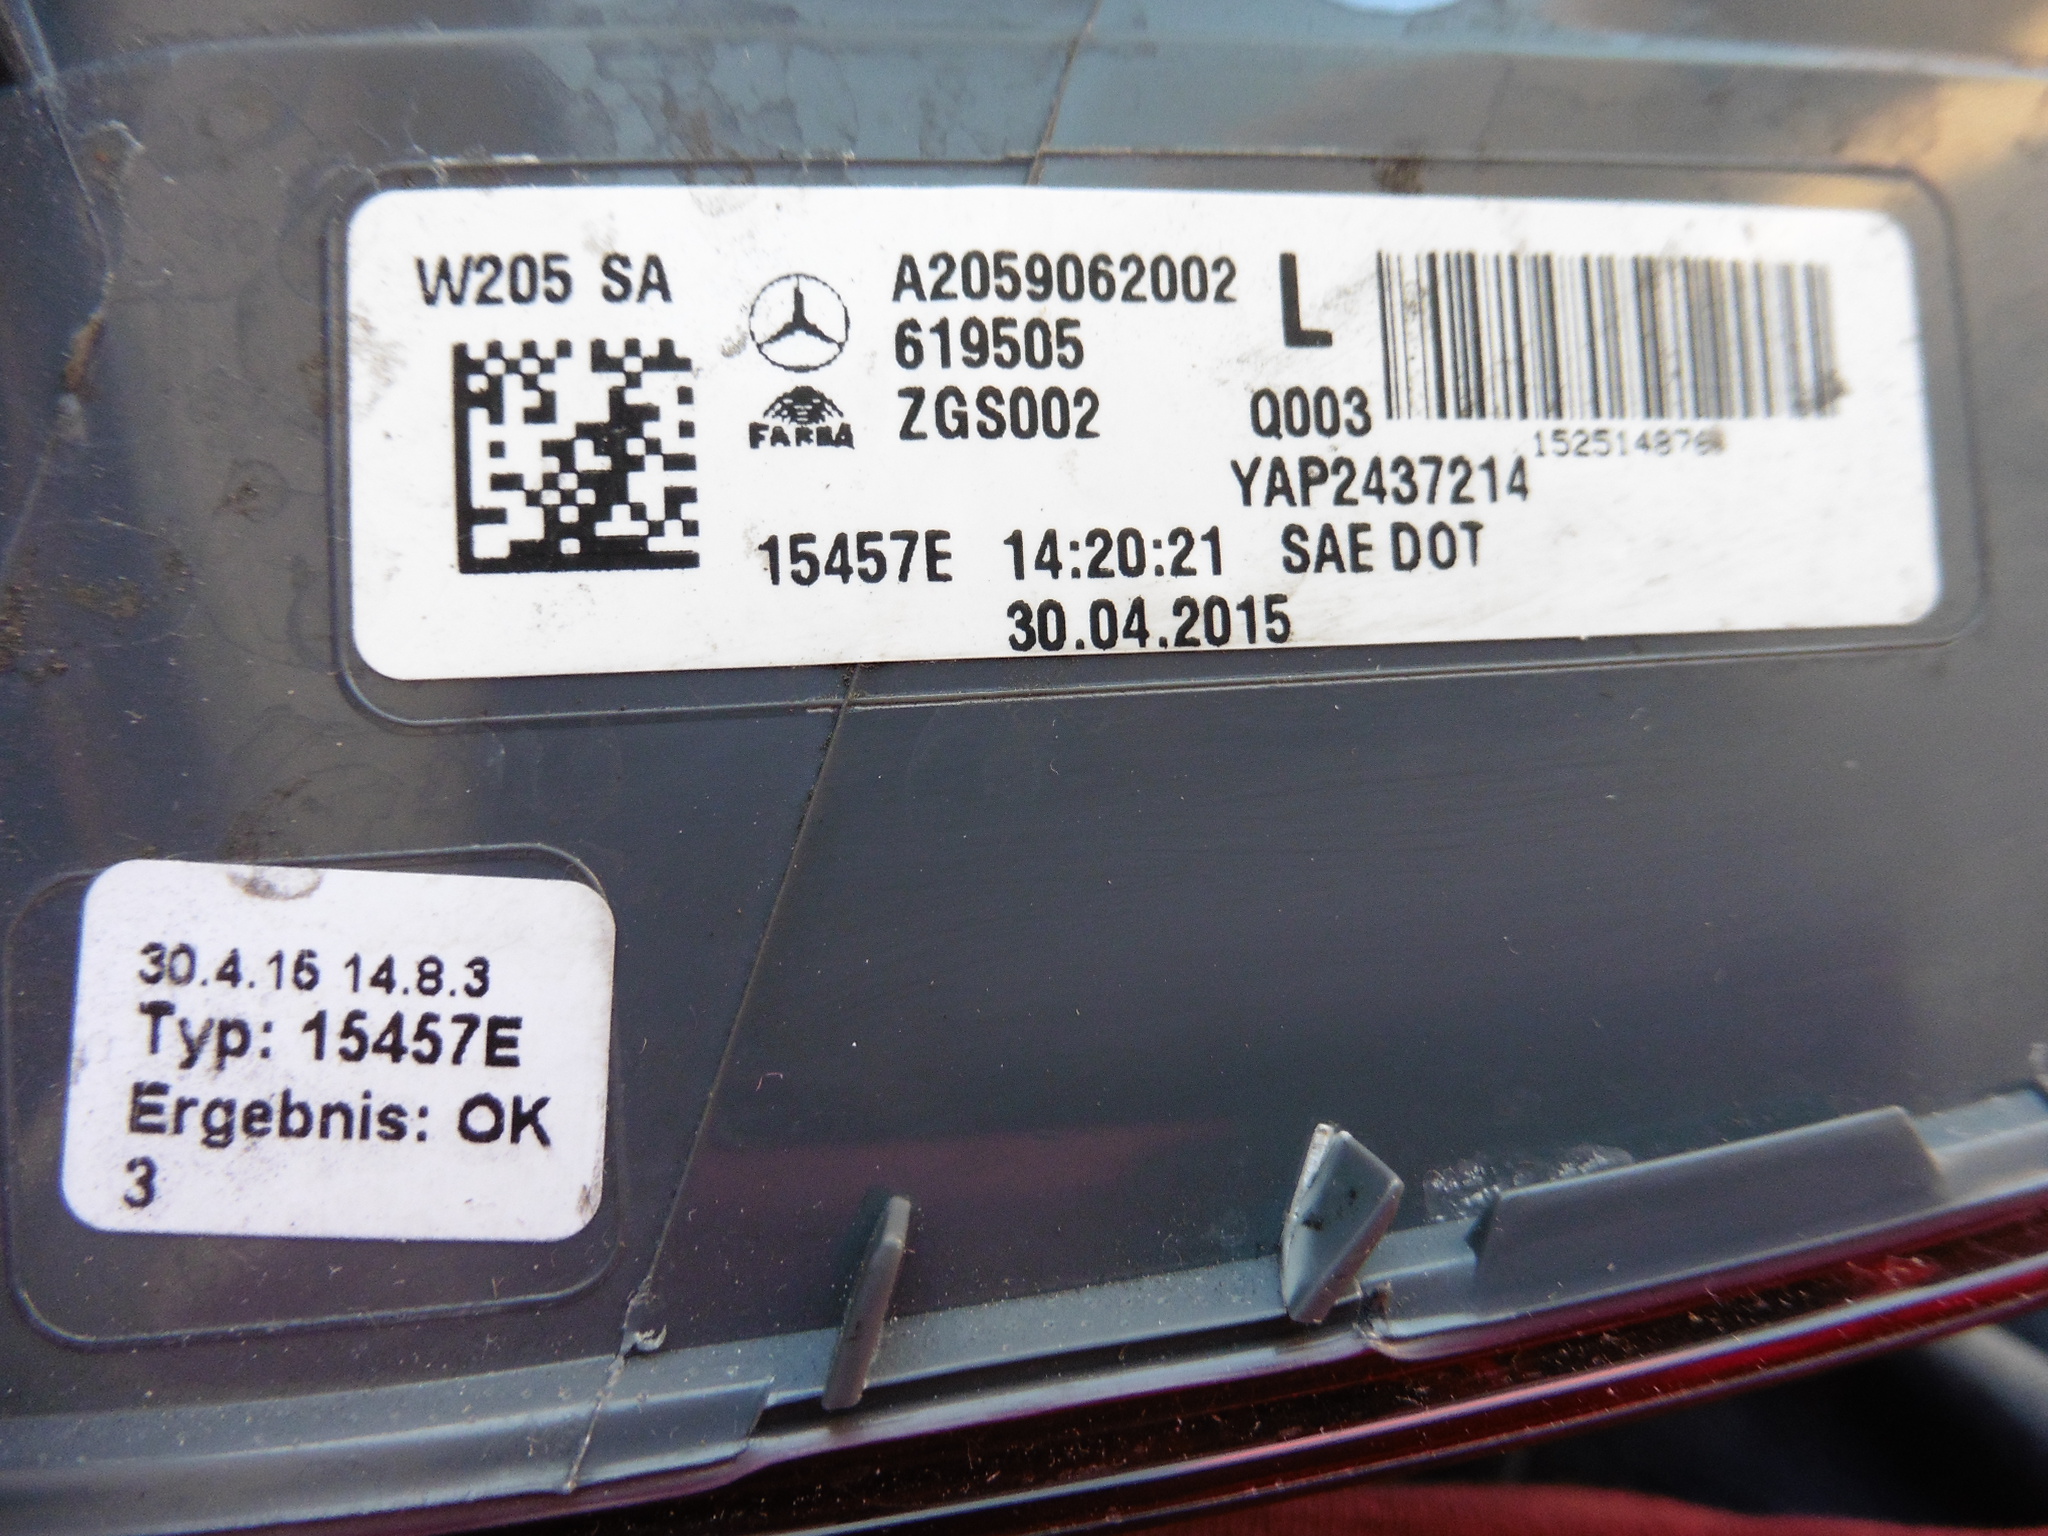 W205 SA
A2059062002 L
619505
FARBA
ZGS002 Q003
YAP2437214
15457E 14:20:21 SAE DOT
30.04.2015
30.4.15 14.8.3
Typ: 15457E
Ergebnis: OK
3